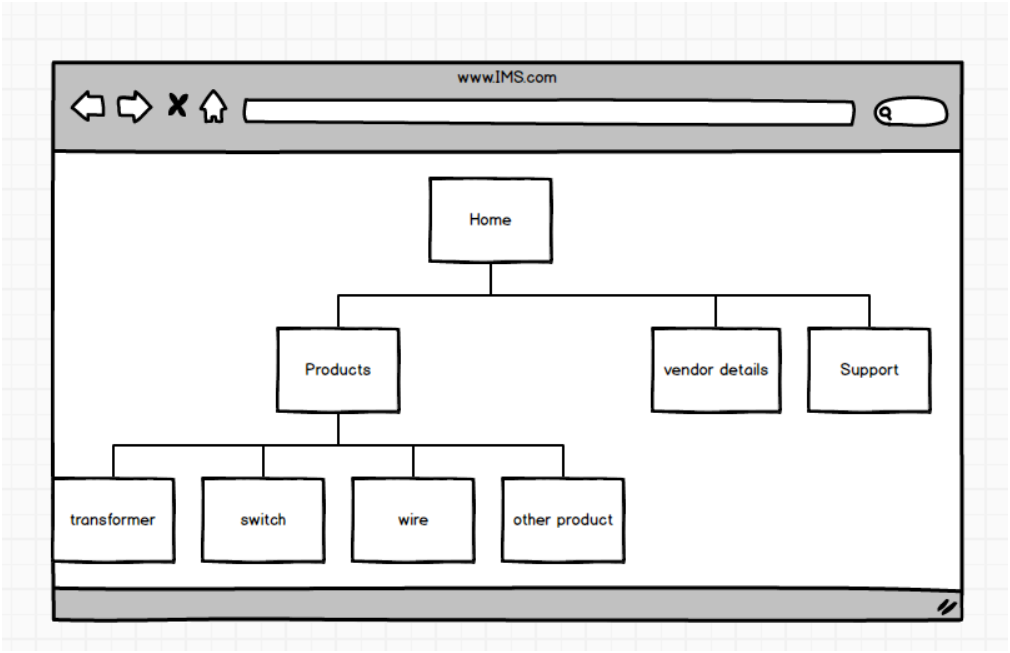 www.IMS.com
Home
Products
vendor details
Support
transformer
switch
wire
other product